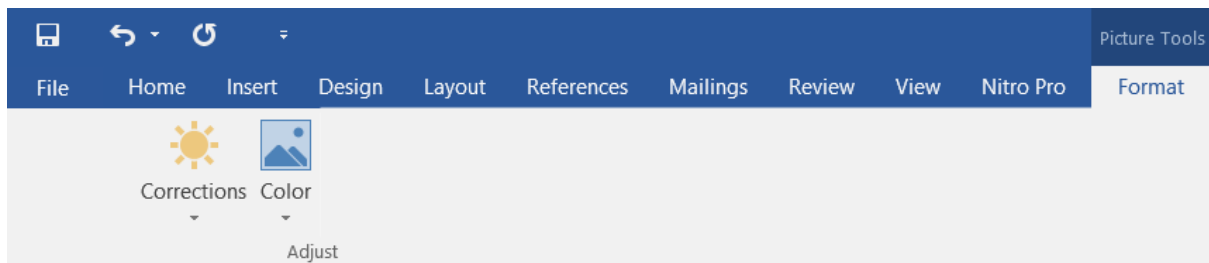 Picture Tools
File Home Insert Design Layout References Mailings Review View Nitro Pro Format
Corrections Color
Adjust